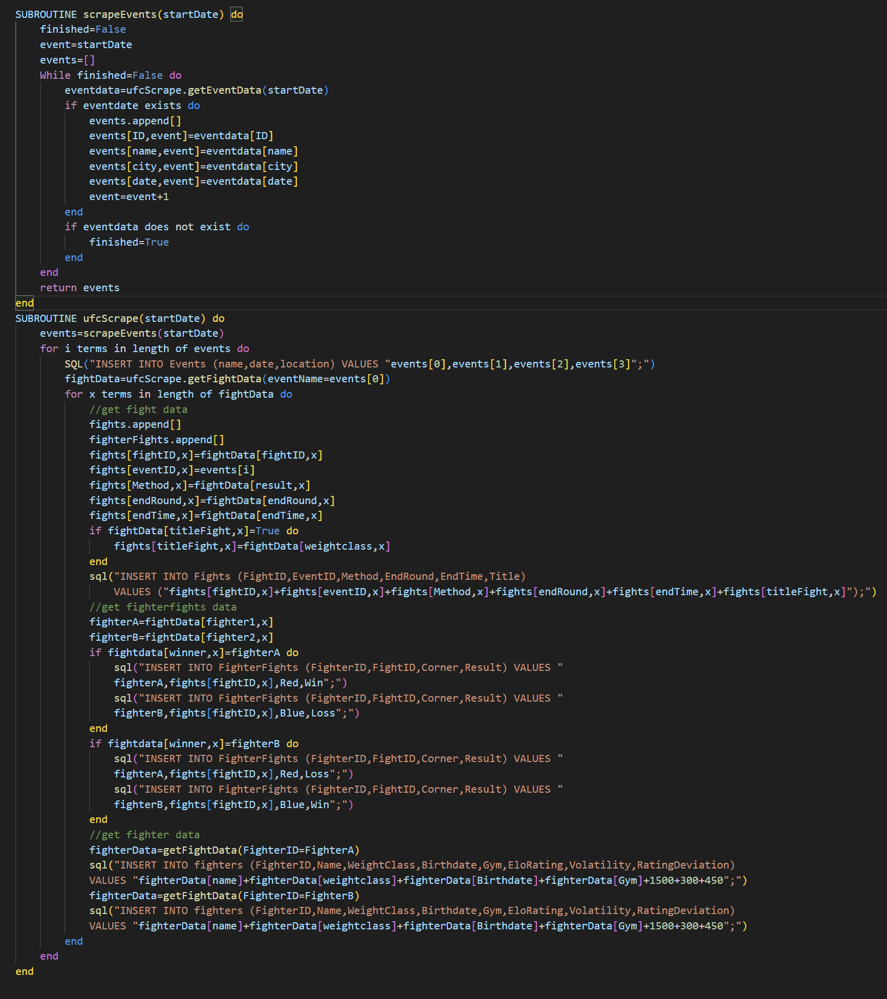 SUBROUTINE scrapeEvents(startDate) do
    finished=False
    event=startDate
    events=[]
    While finished=False do
        eventdata=ufcScrape.getEventData(startDate)
        if eventdate exists do
            events.append[]
            events[ID,event]=eventdata[ID]
            events[name,event]=eventdata[name]
            events[city,event]=eventdata[city]
            events[date,event]=eventdata[date]
            event=event+1
        end
        if eventdata does not exist do
            finished=True
        end
    end
    return events
end
SUBROUTINE ufcScrape(startDate) do
    events=scrapeEvents(startDate)
    for i terms in length of events do
        SQL("INSERT INTO Events (name,date,location) VALUES "events[0],events[1],events[2],events[3]";")
        fightData=ufcScrape.getFightData(eventName=events[0])
        for x terms in length of fightData do
            //get fight data
            fights.append[]
            fighterFights.append[]
            fights[fightID,x]=fightData[fightID,x]
            fights[eventID,x]=events[i]
            fights[Method,x]=fightData[result,x]
            fights[endRound,x]=fightData[endRound,x]
            fights[endTime,x]=fightData[endTime,x]
            if fightData[titleFight,x]=True do
                fights[titleFight,x]=fightData[weightclass,x]
            end
            sql("INSERT INTO Fights (FightID,EventID,Method,EndRound,EndTime,Title)
                VALUES ("fights[fightID,x]+fights[eventID,x]+fights[Method,x]+fights[endRound,x]+fights[endTime,x]+fights[titleFight,x]");")
            //get fighterfights data
            fighterA=fightData[fighter1,x]
            fighterB=fightData[fighter2,x]
            if fightdata[winner,x]=fighterA do
                sql("INSERT INTO FighterFights (FighterID,FightID,Corner,Result) VALUES "
                fighterA,fights[fightID,x],Red,Win";")
                sql("INSERT INTO FighterFights (FighterID,FightID,Corner,Result) VALUES "
                fighterB,fights[fightID,x],Blue,Loss";")
            end
            if fightdata[winner,x]=fighterB do
                sql("INSERT INTO FighterFights (FighterID,FightID,Corner,Result) VALUES "
                fighterA,fights[fightID,x],Red,Loss";")
                sql("INSERT INTO FighterFights (FighterID,FightID,Corner,Result) VALUES "
                fighterB,fights[fightID,x],Blue,Win";")
            end
            //get fighter data
            fighterData=getFightData(FighterID=FighterA)
            sql("INSERT INTO fighters (FighterID,Name,WeightClass,Birthdate,Gym,EloRating,Volatility,RatingDeviation)
            VALUES "fighterData[name]+fighterData[weightclass]+fighterData[Birthdate]+fighterData[Gym]+1500+300+450";")
            fighterData=getFightData(FighterID=FighterB)
            sql("INSERT INTO fighters (FighterID,Name,WeightClass,Birthdate,Gym,EloRating,Volatility,RatingDeviation)
            VALUES "fighterData[name]+fighterData[weightclass]+fighterData[Birthdate]+fighterData[Gym]+1500+300+450";")
        end
    end
end